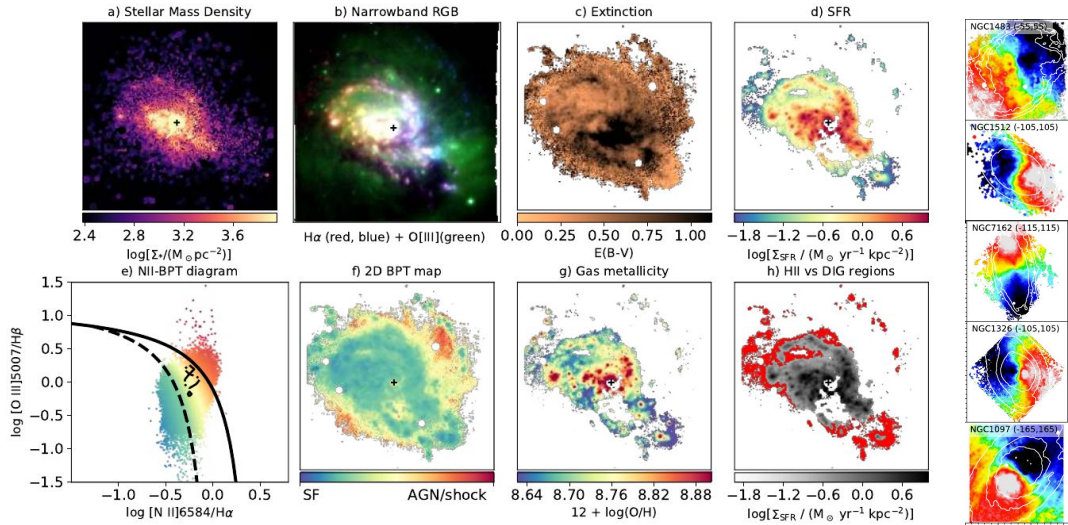 a) Stellar Mass Density
b) Narrowband RGB
c) Extinction
d) SFR
2.4 3.0 3.6
log[Σ*/(M⊙pc⁻²)]
Hα (red, blue) + O[III](green)
0.00 0.25 0.50 0.75 1.00
E(B-V)
−1.8 −1.2 −0.6 0.0 0.6
log[Σ_SFR / (M⊙ yr⁻¹ kpc⁻²)]
e) NII-BPT diagram
f) 2D BPT map
g) Gas metallicity
h) HII vs DIG regions
1.5
1.0
0.5
0.0
−0.5
−1.0
−1.5
log [O III]5007/Hβ
−1.0 −0.5 0.0 0.5
log [N II]6584/Hα
SF AGN/shock
8.64 8.70 8.76 8.82 8.88
12 + log(O/H)
−1.8 −1.2 −0.6 0.0 0.6
log[Σ_SFR / (M⊙ yr⁻¹ kpc⁻²)]
NGC1483 (-55,55)
NGC1512 (-105,105)
NGC7162 (-115,115)
NGC1326 (-105,105)
NGC1097 (-165,165)